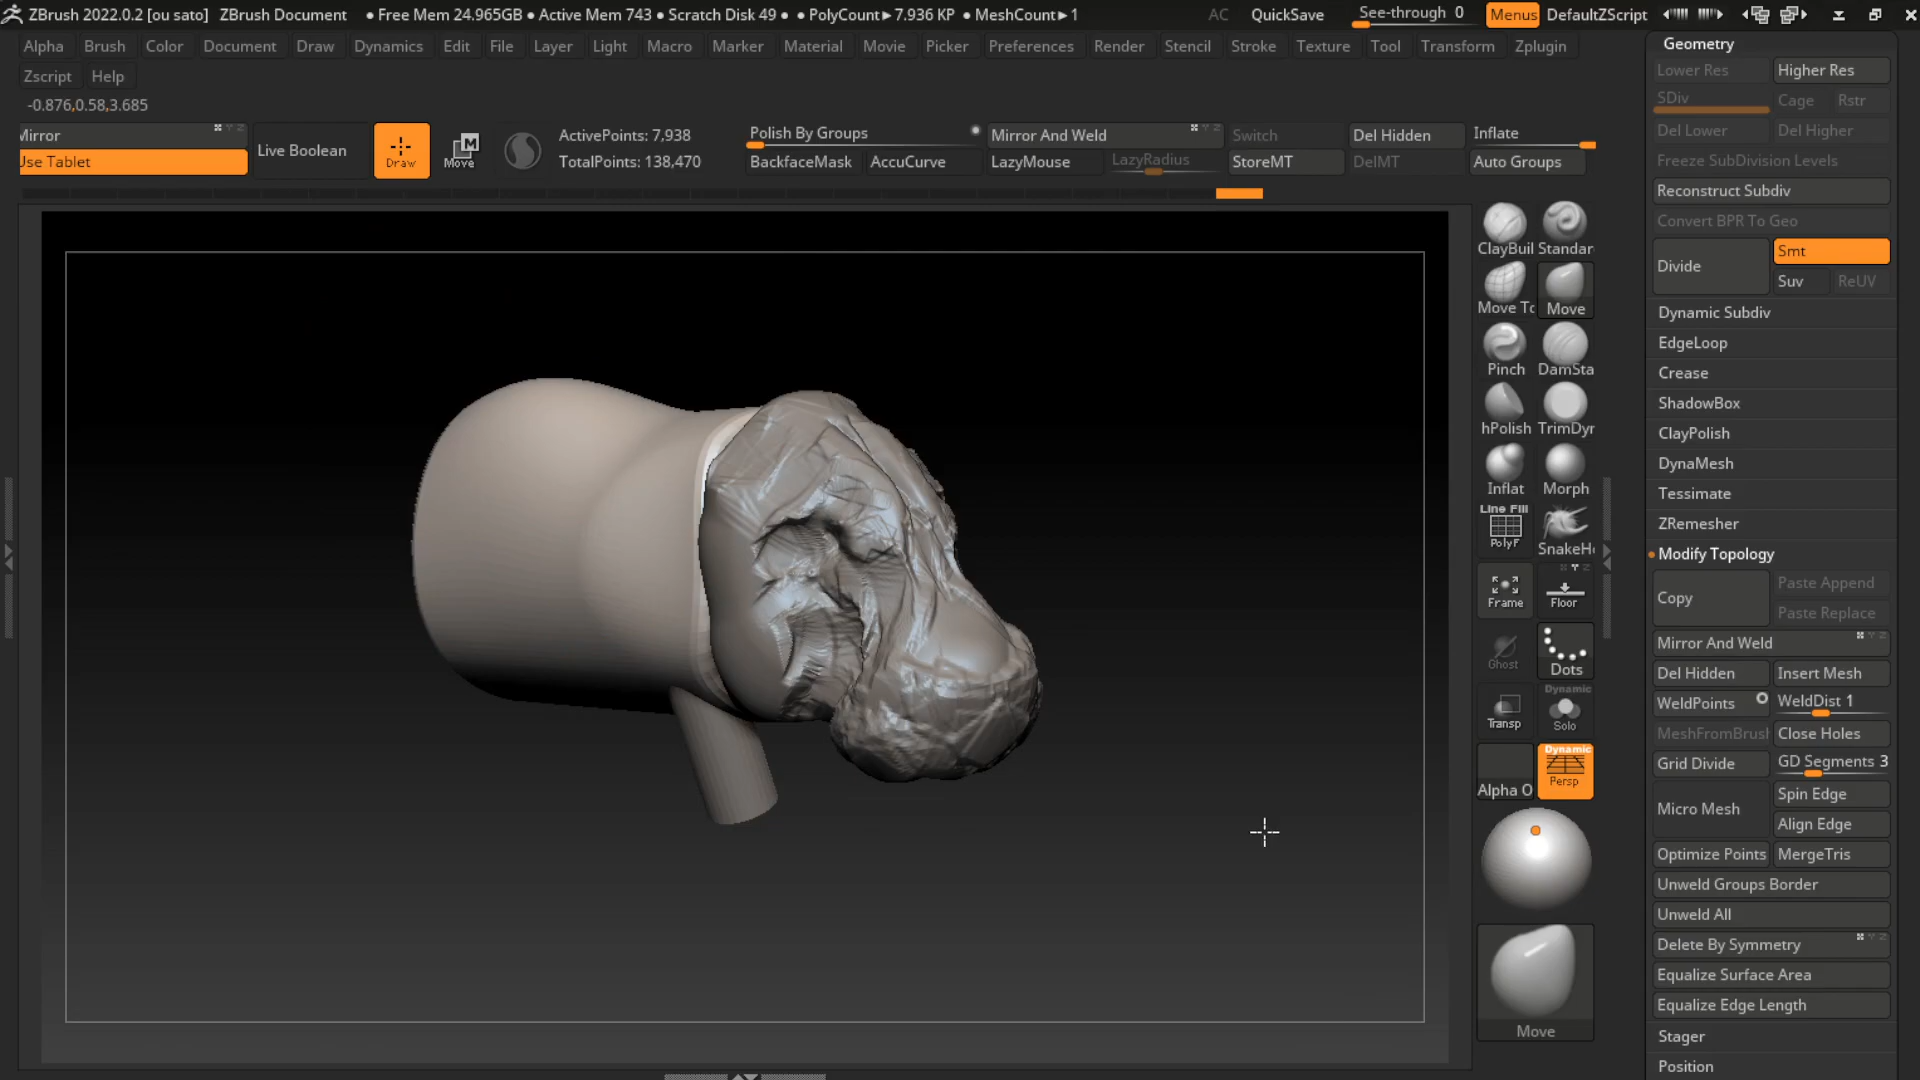 ZBrush 2022.0.2 [ou sato] ZBrush Document • Free Mem 24.965GB • Active Mem 743 • Scratch Disk 49 • • PolyCount► 7.936 KP • MeshCount► 1 AC QuickSave See-through 0 Menus DefaultZScript
Alpha Brush Color Document Draw Dynamics Edit File Layer Light Macro Marker Material Movie Picker Preferences Render Stencil Stroke Texture Tool Transform Zplugin
Zscript Help
-0.876,0.58,3.685
Mirror
Use Tablet
Live Boolean
Draw
Move
ActivePoints: 7,938
TotalPoints: 138,470
Polish By Groups
BackfaceMask AccuCurve
Mirror And Weld
LazyMouse LazyRadius
Switch
StoreMT
Del Hidden
DelMT
Inflate
Auto Groups
ClayBuil Standar
Move To Move
Pinch DamSta
hPolish TrimDyn
Inflat Morph
Line Fill
PolyF SnakeHo
Frame Floor
Ghost Dots
Transp Dynamic
Solo
Alpha O Dynamic
Persp
Move
Geometry
Lower Res Higher Res
SDiv Cage Rstr
Del Lower Del Higher
Freeze SubDivision Levels
Reconstruct Subdiv
Convert BPR To Geo
Divide Smt
Suv ReUV
Dynamic Subdiv
EdgeLoop
Crease
ShadowBox
ClayPolish
DynaMesh
Tessimate
ZRemesher
Modify Topology
Copy Paste Append
Paste Replace
Mirror And Weld
Del Hidden Insert Mesh
WeldPoints WeldDist 1
MeshFromBrush Close Holes
Grid Divide GD Segments 3
Micro Mesh Spin Edge
Align Edge
Optimize Points MergeTris
Unweld Groups Border
Unweld All
Delete By Symmetry
Equalize Surface Area
Equalize Edge Length
Stager
Position